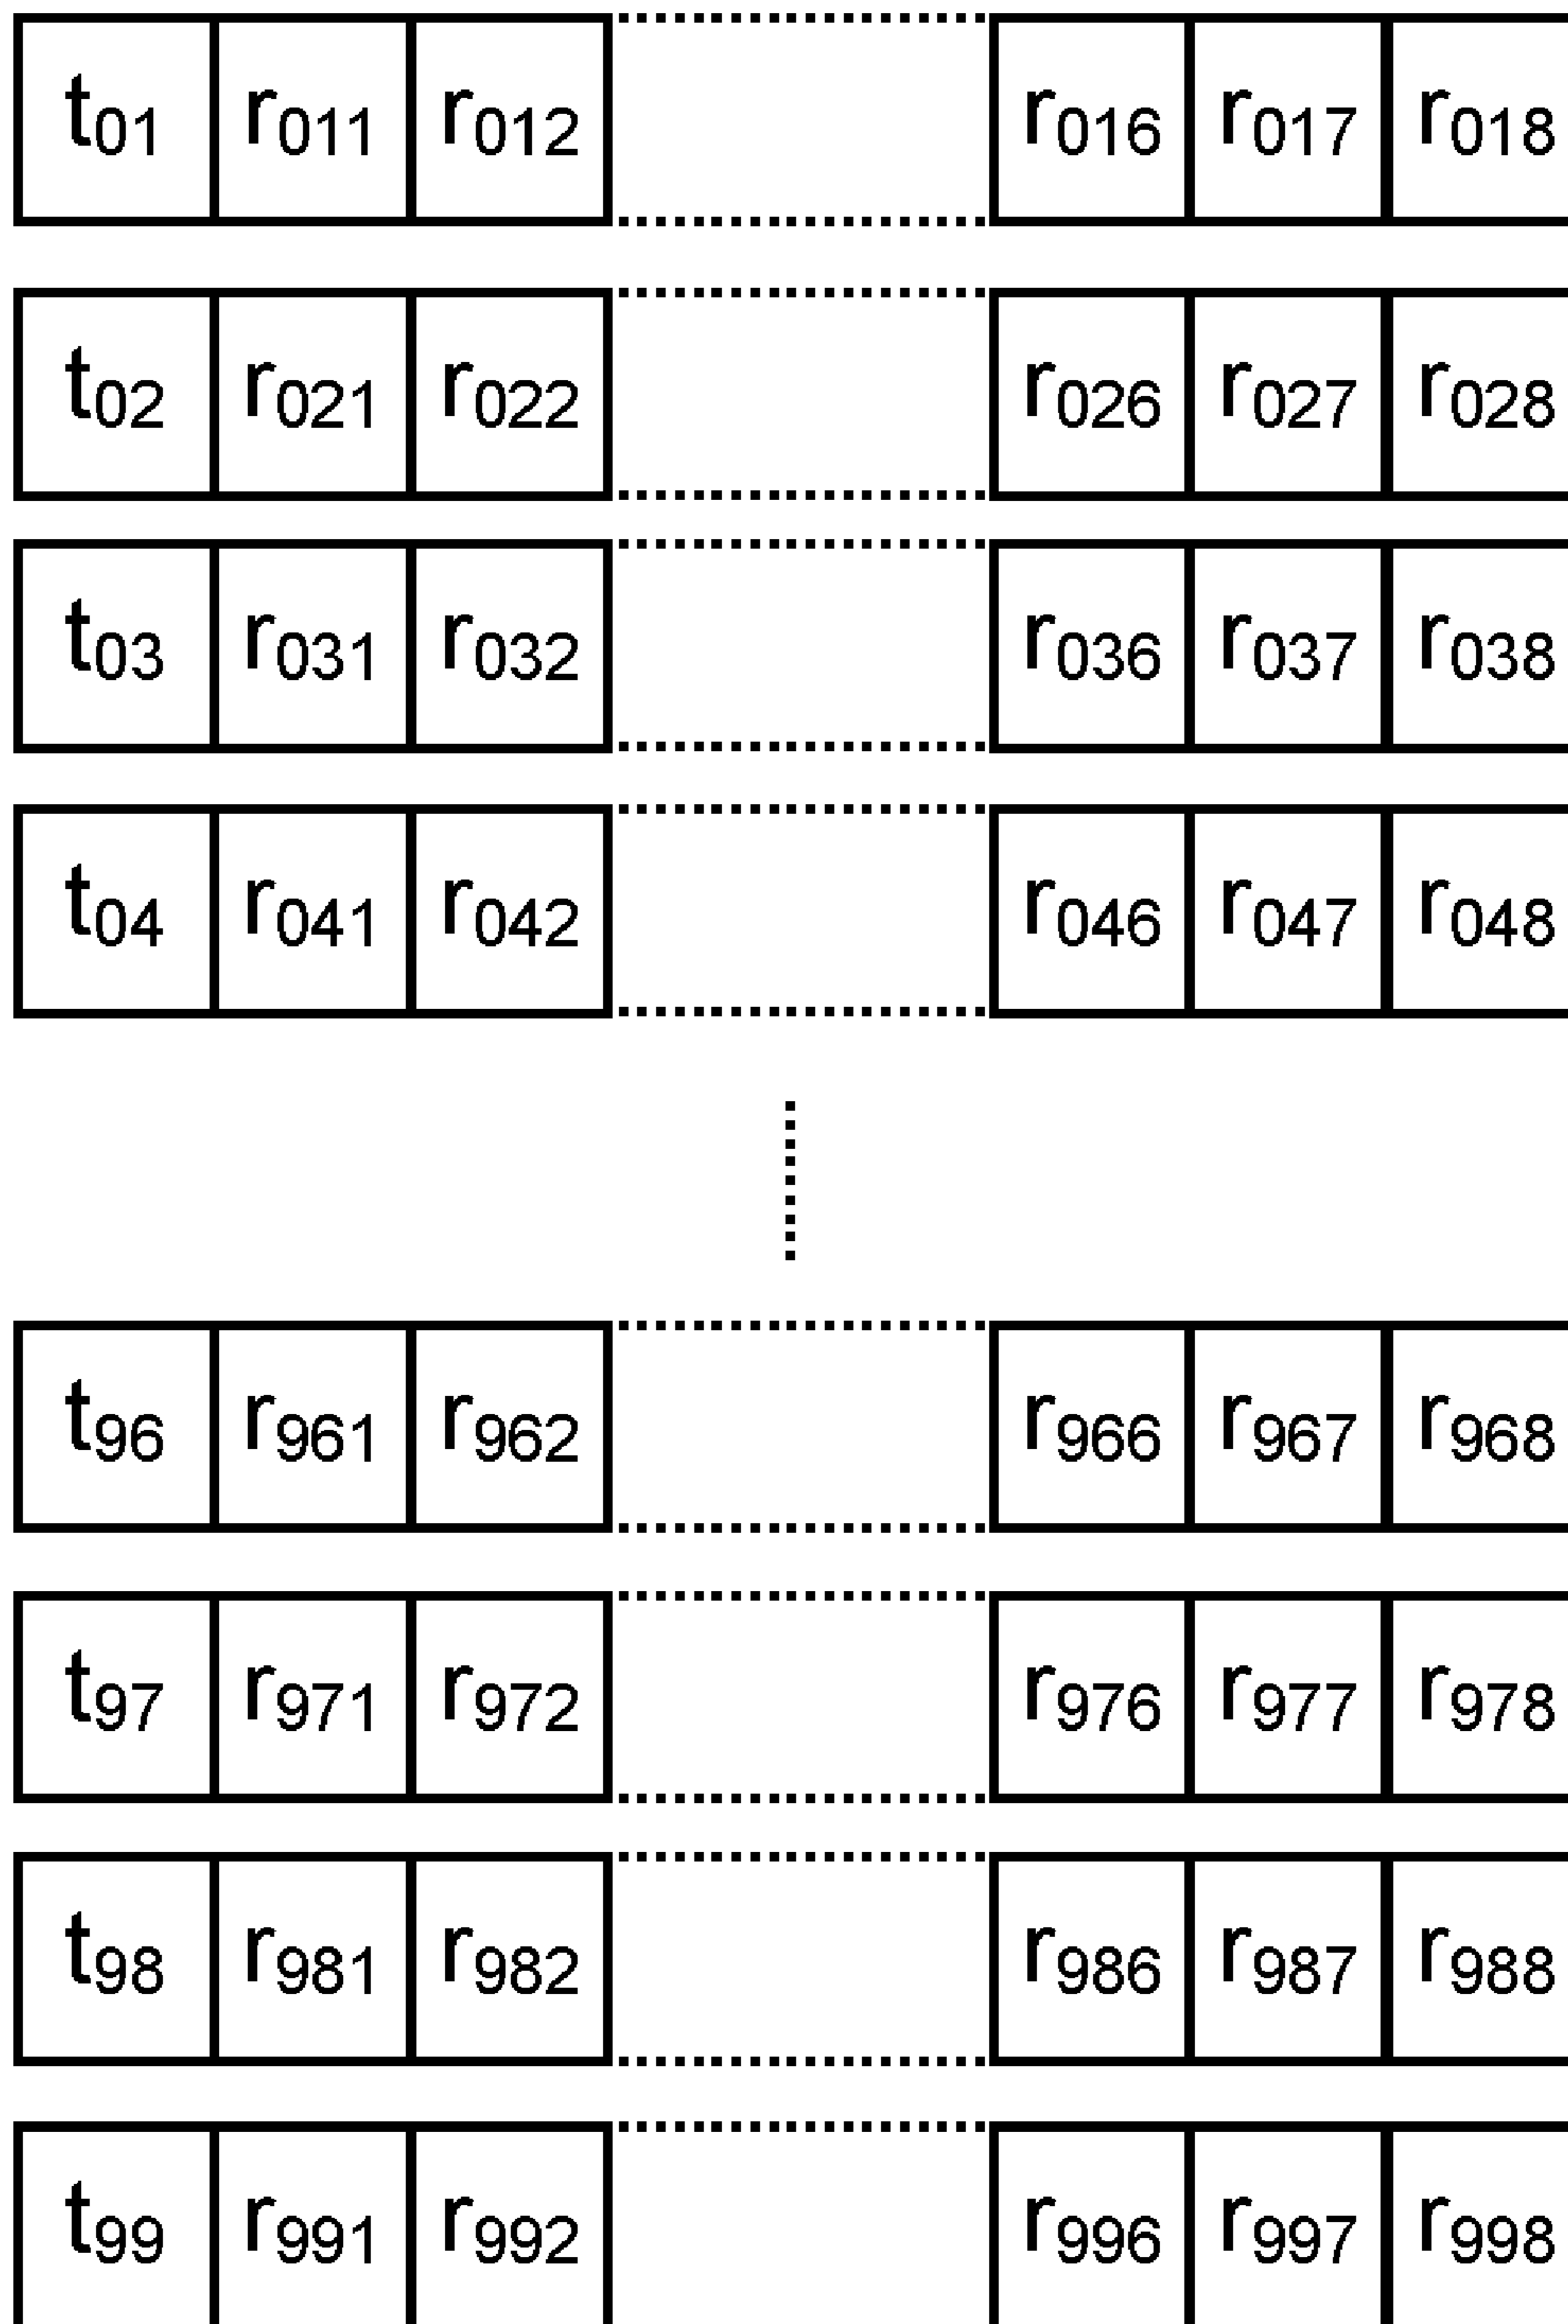 t01 r011 r012 r016 r017 r018
t02 r021 r022 r026 r027 r028
t03 r031 r032 r036 r037 r038
t04 r041 r042 r046 r047 r048
t96 r961 r962 r966 r967 r968
t97 r971 r972 r976 r977 r978
t98 r981 r982 r986 r987 r988
t99 r991 r992 r996 r997 r998